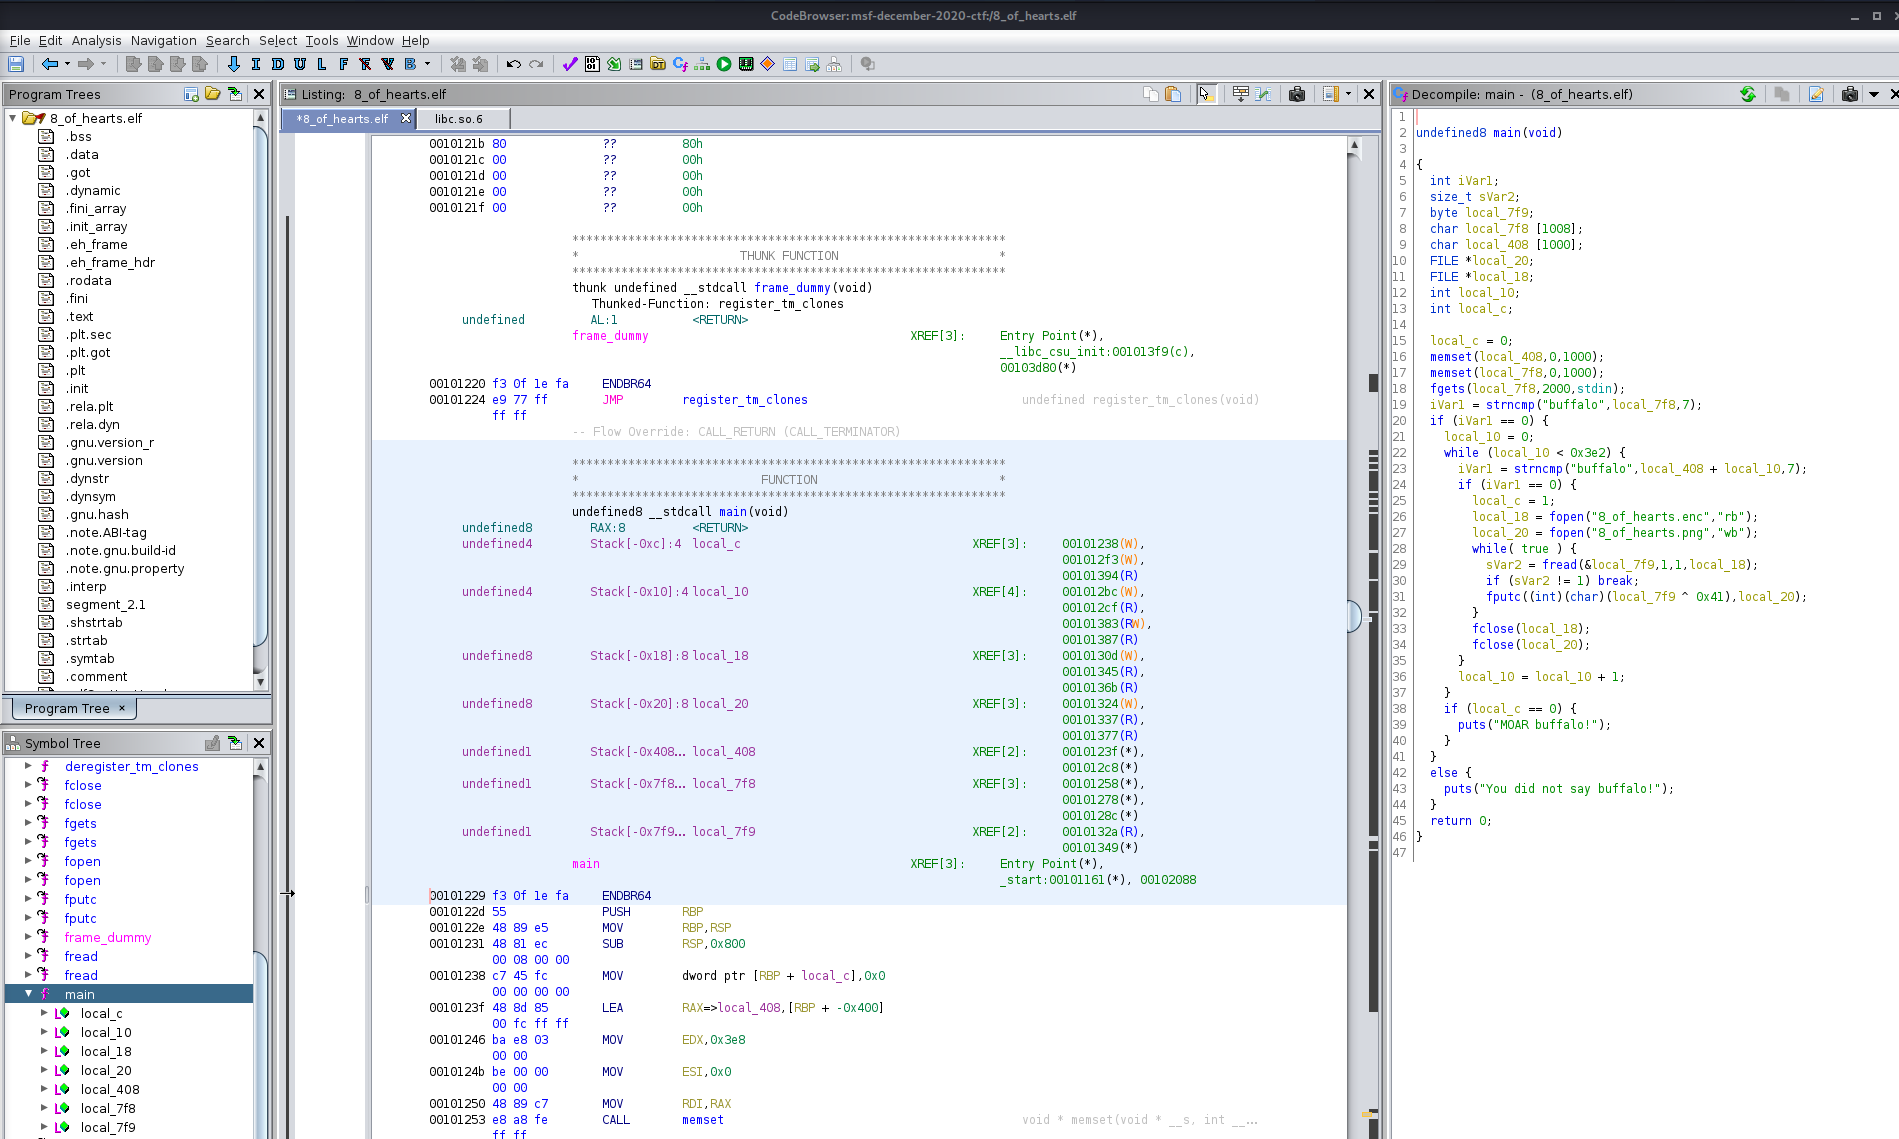 CodeBrowser: msf-december-2020-ctf:/8_of_hearts.elf
File Edit Analysis Navigation Search Select Tools Window Help
I D U L F B
Program Trees
8_of_hearts.elf
.bss
.data
.got
.dynamic
.fini_array
.init_array
.eh_frame
.eh_frame_hdr
.rodata
.fini
.text
.plt.sec
.plt.got
.plt
.init
.rela.plt
.rela.dyn
.gnu.version_r
.gnu.version
.dynstr
.dynsym
.gnu.hash
.note.ABI-tag
.note.gnu.build-id
.note.gnu.property
.interp
segment_2.1
.shstrtab
.strtab
.symtab
.comment
Program Tree ×
Symbol Tree
deregister_tm_clones
fclose
fclose
fgets
fgets
fopen
fopen
fputc
fputc
frame_dummy
fread
fread
main
local_c
local_10
local_18
local_20
local_408
local_7f8
local_7f9
Listing: 8_of_hearts.elf
*8_of_hearts.elf
libc.so.6
0010121b 80 ?? 80h
0010121c 00 ?? 00h
0010121d 00 ?? 00h
0010121e 00 ?? 00h
0010121f 00 ?? 00h
**************************************************************
* THUNK FUNCTION *
**************************************************************
thunk undefined __stdcall frame_dummy(void)
Thunked-Function: register_tm_clones
undefined AL:1 <RETURN>
frame_dummy XREF[3]: Entry Point(*),
__libc_csu_init:001013f9(c),
00103d80(*)
00101220 f3 0f 1e fa ENDBR64
00101224 e9 77 ff JMP register_tm_clones undefined register_tm_clones(void)
ff ff
-- Flow Override: CALL_RETURN (CALL_TERMINATOR)
**************************************************************
* FUNCTION *
**************************************************************
undefined8 __stdcall main(void)
undefined8 RAX:8 <RETURN>
undefined4 Stack[-0xc]:4 local_c XREF[3]: 00101238(W),
001012f3(W),
00101394(R)
undefined4 Stack[-0x10]:4 local_10 XREF[4]: 001012bc(W),
001012cf(R),
00101383(RW),
00101387(R)
undefined8 Stack[-0x18]:8 local_18 XREF[3]: 0010130d(W),
00101345(R),
0010136b(R)
undefined8 Stack[-0x20]:8 local_20 XREF[3]: 00101324(W),
00101337(R),
00101377(R)
undefined1 Stack[-0x408... local_408 XREF[2]: 0010123f(*),
001012c8(*)
undefined1 Stack[-0x7f8... local_7f8 XREF[3]: 00101258(*),
00101278(*),
0010128c(*)
undefined1 Stack[-0x7f9... local_7f9 XREF[2]: 0010132a(R),
00101349(*)
main XREF[3]: Entry Point(*),
_start:00101161(*), 00102088
00101229 f3 0f 1e fa ENDBR64
0010122d 55 PUSH RBP
0010122e 48 89 e5 MOV RBP,RSP
00101231 48 81 ec SUB RSP,0x800
00 08 00 00
00101238 c7 45 fc MOV dword ptr [RBP + local_c],0x0
00 00 00 00
0010123f 48 8d 85 LEA RAX=>local_408,[RBP + -0x400]
00 fc ff ff
00101246 ba e8 03 MOV EDX,0x3e8
00 00
0010124b be 00 00 MOV ESI,0x0
00 00
00101250 48 89 c7 MOV RDI,RAX
00101253 e8 a8 fe CALL memset void * memset(void * __s, int __...
ff ff
Decompile: main - (8_of_hearts.elf)
1
2 undefined8 main(void)
3
4 {
5 int iVar1;
6 size_t sVar2;
7 byte local_7f9;
8 char local_7f8 [1008];
9 char local_408 [1000];
10 FILE *local_20;
11 FILE *local_18;
12 int local_10;
13 int local_c;
14
15 local_c = 0;
16 memset(local_408,0,1000);
17 memset(local_7f8,0,1000);
18 fgets(local_7f8,2000,stdin);
19 iVar1 = strncmp("buffalo",local_7f8,7);
20 if (iVar1 == 0) {
21 local_10 = 0;
22 while (local_10 < 0x3e2) {
23 iVar1 = strncmp("buffalo",local_408 + local_10,7);
24 if (iVar1 == 0) {
25 local_c = 1;
26 local_18 = fopen("8_of_hearts.enc","rb");
27 local_20 = fopen("8_of_hearts.png","wb");
28 while( true ) {
29 sVar2 = fread(&local_7f9,1,1,local_18);
30 if (sVar2 != 1) break;
31 fputc((int)(char)(local_7f9 ^ 0x41),local_20);
32 }
33 fclose(local_18);
34 fclose(local_20);
35 }
36 local_10 = local_10 + 1;
37 }
38 if (local_c == 0) {
39 puts("MOAR buffalo!");
40 }
41 }
42 else {
43 puts("You did not say buffalo!");
44 }
45 return 0;
46 }
47